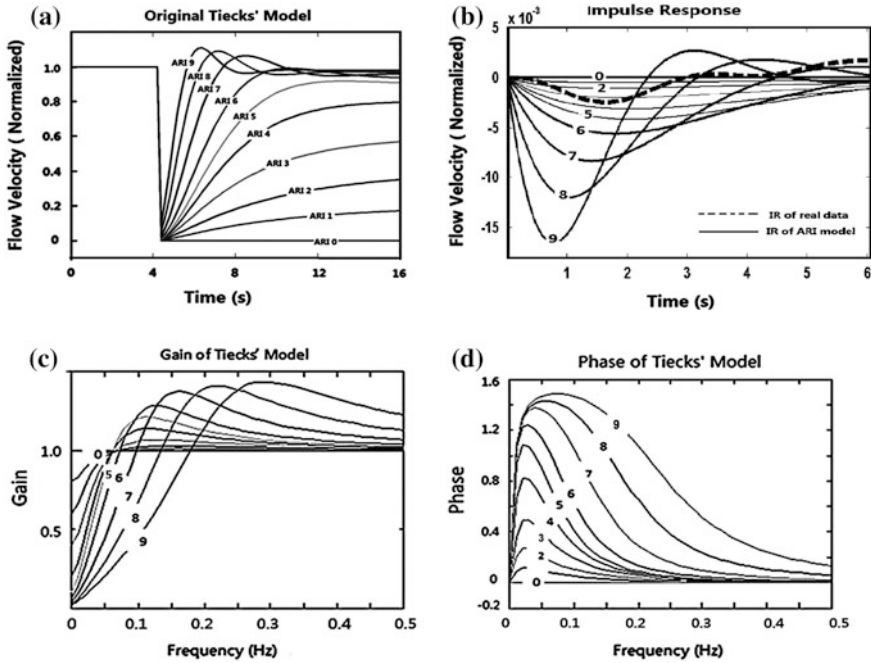 (a)
Original Tiecks' Model
Flow Velocity ( Normalized)
1.0
0.8
0.6
0.4
0.2
0
ARI 9
ARI 8
ARI 7
ARI 6
ARI 5
ARI 4
ARI 3
ARI 2
ARI 1
ARI 0
0
4
8
12
16
Time (s)
(b)
Impulse Response
× 10⁻³
Flow Velocity (Normalized)
5
0
-5
-10
-15
0
2
5
6
7
8
9
IR of real data
IR of ARI model
1
2
3
4
5
6
Time (s)
(c)
Gain of Tiecks' Model
Gain
1.0
0.5
0
5
6
7
8
9
0
0.1
0.2
0.3
0.4
0.5
Frequency (Hz)
(d)
Phase of Tiecks' Model
Phase
1.6
1.2
0.8
0.4
0
-0.2
9
8
7
6
5
4
3
2
0
0
0.1
0.2
0.3
0.4
0.5
Frequency (Hz)